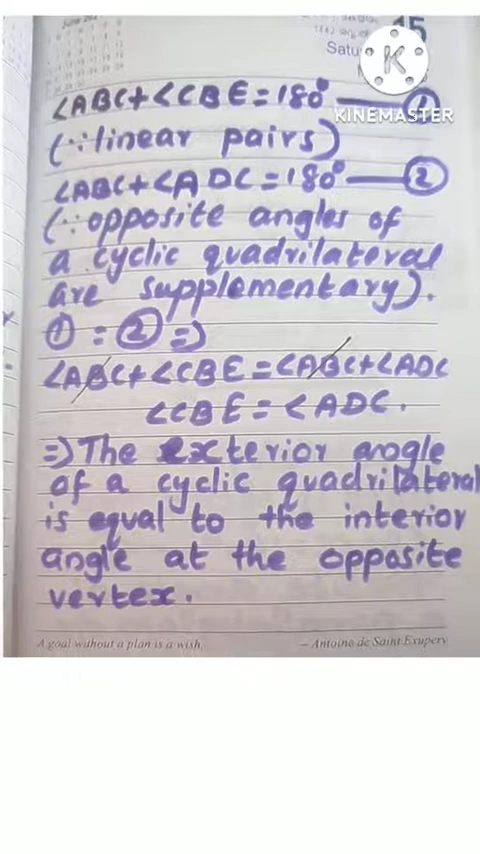 15
Satu
KINEMASTER
∠ABC+∠CBE=180° ——①
(∵linear pairs)
∠ABC+∠ADC=180°——②
(∵opposite angles of
a cyclic quadrilateral
are supplementary).
①=②⇒
∠ABC+∠CBE=∠ABC+∠ADC
∠CBE=∠ADC.
⇒The exterior angle
of a cyclic quadrilateral
is equal to the interior
angle at the opposite
vertex.
A goal without a plan is a wish. – Antoine de Saint Exupery